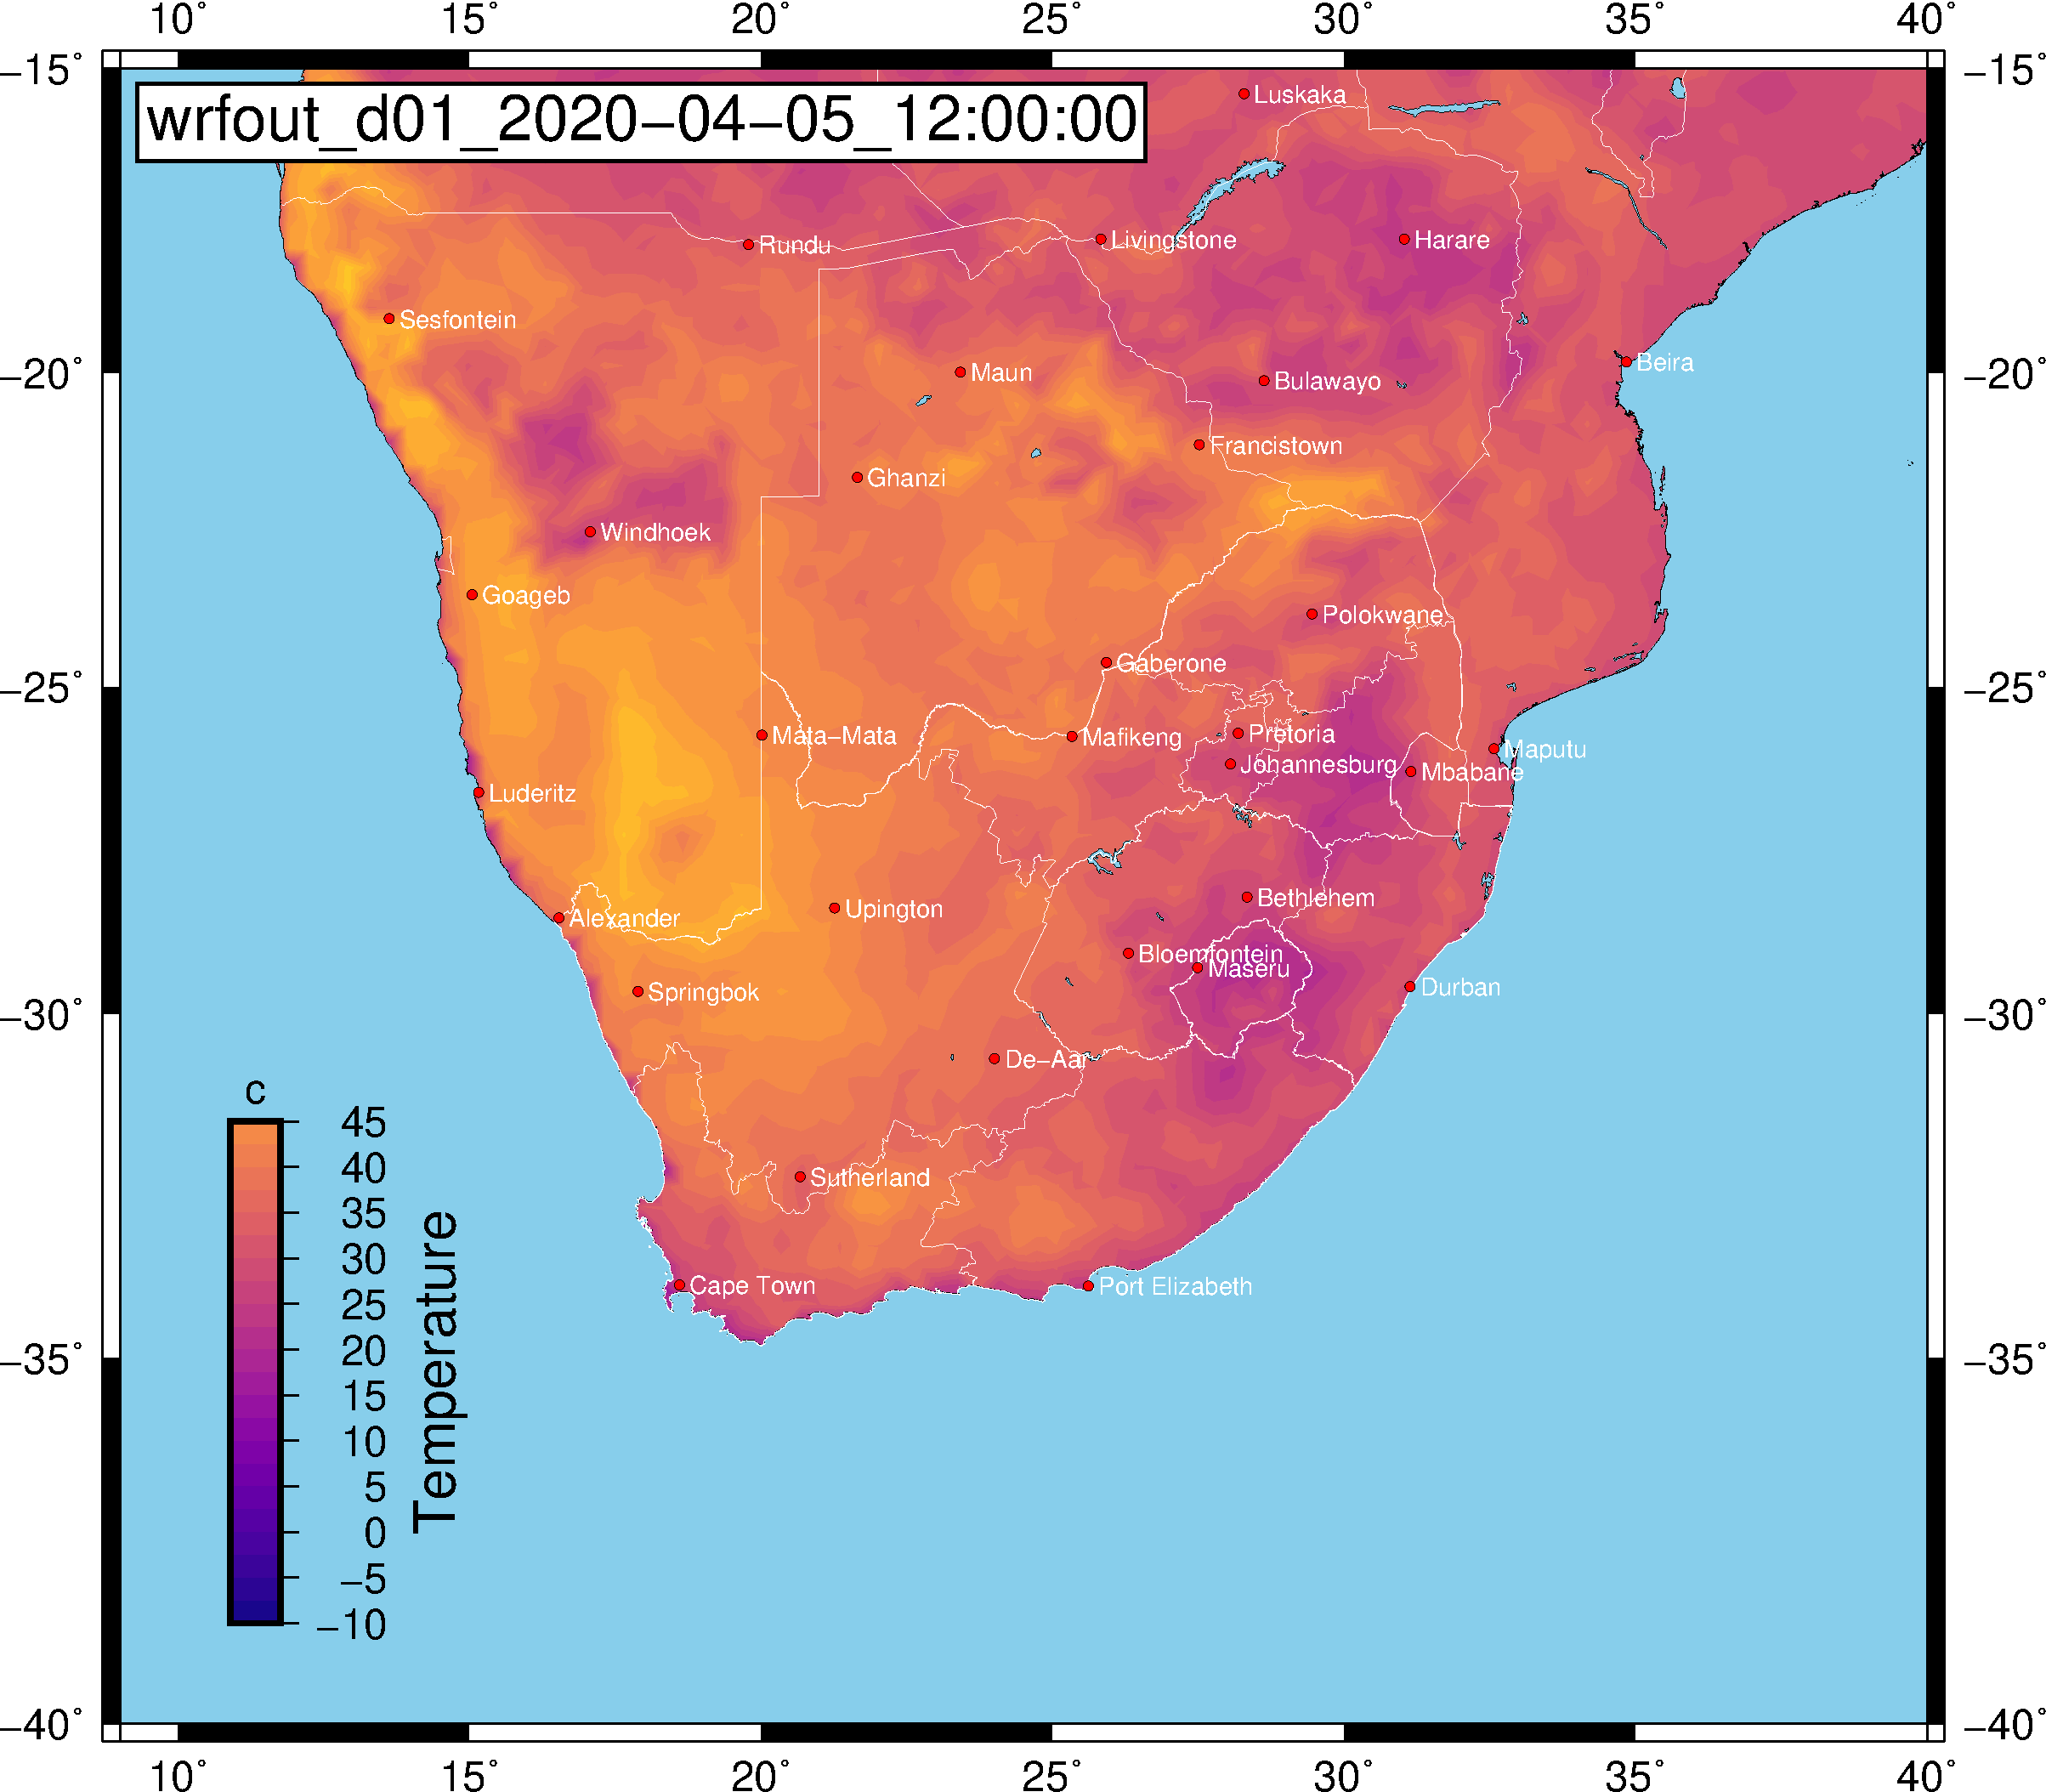 10° 15° 20° 25° 30° 35° 40°
−15° −15°
wrfout_d01_2020−04−05_12:00:00
Luskaka
Rundu
Livingstone
Harare
Sesfontein
−20° −20°
Maun
Bulawayo
Beira
Francistown
Ghanzi
Windhoek
Goageb
Polokwane
Gaberone
−25° −25°
Mata−Mata
Mafikeng
Pretoria
Maputu
Johannesburg
Mbabane
Luderitz
Bethlehem
Upington
Alexander
Bloemfontein
Maseru
Durban
Springbok
−30° −30°
De−Aar
Sutherland
Cape Town
Port Elizabeth
−35° −35°
c
45
40
35
30
25
20
15
10
5
0
−5
−10
Temperature
−40° −40°
10° 15° 20° 25° 30° 35° 40°